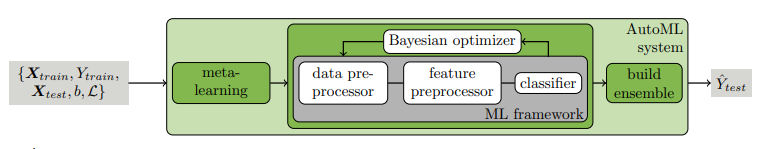 {X_train, Y_train,
X_test, b, L}
meta-
learning
Bayesian optimizer
data pre-
processor
feature
preprocessor
classifier
ML framework
AutoML
system
build
ensemble
Ŷ_test